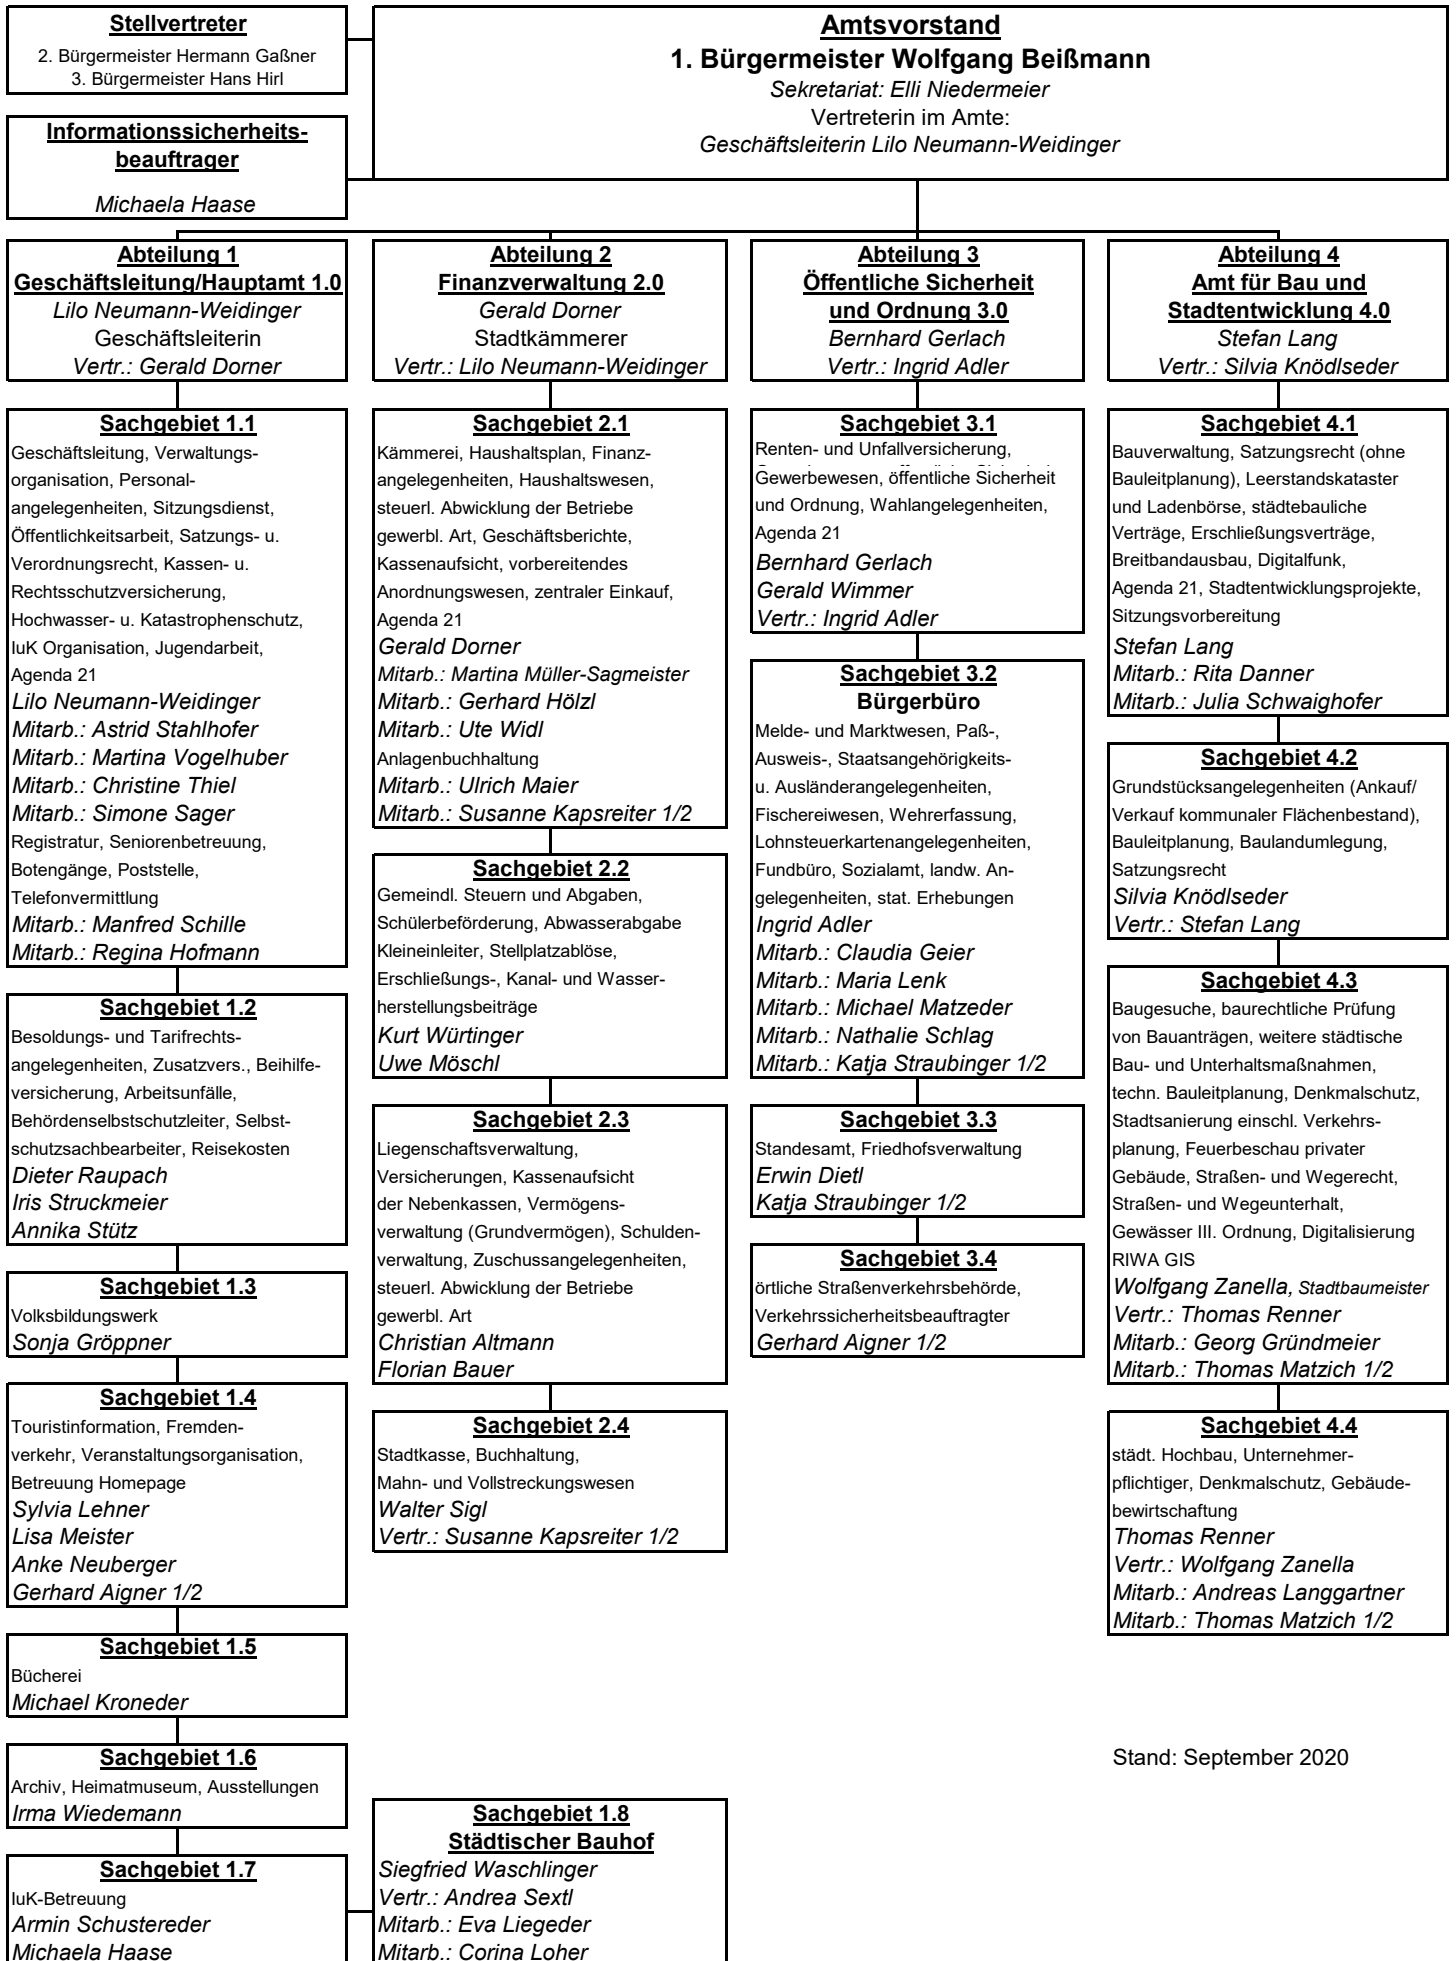 Stellvertreter
2. Bürgermeister Hermann Gaßner
3. Bürgermeister Hans Hirl
Amtsvorstand
1. Bürgermeister Wolfgang Beißmann
Sekretariat: Elli Niedermeier
Vertreterin im Amte:
Geschäftsleiterin Lilo Neumann-Weidinger
Informationssicherheits-
beauftrager
Michaela Haase
Abteilung 1
Geschäftsleitung/Hauptamt 1.0
Lilo Neumann-Weidinger
Geschäftsleiterin
Vertr.: Gerald Dorner
Sachgebiet 1.1
Geschäftsleitung, Verwaltungs-
organisation, Personal-
angelegenheiten, Sitzungsdienst,
Öffentlichkeitsarbeit, Satzungs- u.
Verordnungsrecht, Kassen- u.
Rechtsschutzversicherung,
Hochwasser- u. Katastrophenschutz,
IuK Organisation, Jugendarbeit,
Agenda 21
Lilo Neumann-Weidinger
Mitarb.: Astrid Stahlhofer
Mitarb.: Martina Vogelhuber
Mitarb.: Christine Thiel
Mitarb.: Simone Sager
Registratur, Seniorenbetreuung,
Botengänge, Poststelle,
Telefonvermittlung
Mitarb.: Manfred Schille
Mitarb.: Regina Hofmann
Sachgebiet 1.2
Besoldungs- und Tarifrechts-
angelegenheiten, Zusatzvers., Beihilfe-
versicherung, Arbeitsunfälle,
Behördenselbstschutzleiter, Selbst-
schutzsachbearbeiter, Reisekosten
Dieter Raupach
Iris Struckmeier
Annika Stütz
Sachgebiet 1.3
Volksbildungswerk
Sonja Gröppner
Sachgebiet 1.4
Touristinformation, Fremden-
verkehr, Veranstaltungsorganisation,
Betreuung Homepage
Sylvia Lehner
Lisa Meister
Anke Neuberger
Gerhard Aigner 1/2
Sachgebiet 1.5
Bücherei
Michael Kroneder
Sachgebiet 1.6
Archiv, Heimatmuseum, Ausstellungen
Irma Wiedemann
Sachgebiet 1.7
IuK-Betreuung
Armin Schustereder
Michaela Haase
Sachgebiet 1.8
Städtischer Bauhof
Siegfried Waschlinger
Vertr.: Andrea Sextl
Mitarb.: Eva Liegeder
Mitarb.: Corina Loher
Abteilung 2
Finanzverwaltung 2.0
Gerald Dorner
Stadtkämmerer
Vertr.: Lilo Neumann-Weidinger
Sachgebiet 2.1
Kämmerei, Haushaltsplan, Finanz-
angelegenheiten, Haushaltswesen,
steuerl. Abwicklung der Betriebe
gewerbl. Art, Geschäftsberichte,
Kassenaufsicht, vorbereitendes
Anordnungswesen, zentraler Einkauf,
Agenda 21
Gerald Dorner
Mitarb.: Martina Müller-Sagmeister
Mitarb.: Gerhard Hölzl
Mitarb.: Ute Widl
Anlagenbuchhaltung
Mitarb.: Ulrich Maier
Mitarb.: Susanne Kapsreiter 1/2
Sachgebiet 2.2
Gemeindl. Steuern und Abgaben,
Schülerbeförderung, Abwasserabgabe
Kleineinleiter, Stellplatzablöse,
Erschließungs-, Kanal- und Wasser-
herstellungsbeiträge
Kurt Würtinger
Uwe Möschl
Sachgebiet 2.3
Liegenschaftsverwaltung,
Versicherungen, Kassenaufsicht
der Nebenkassen, Vermögens-
verwaltung (Grundvermögen), Schulden-
verwaltung, Zuschussangelegenheiten,
steuerl. Abwicklung der Betriebe
gewerbl. Art
Christian Altmann
Florian Bauer
Sachgebiet 2.4
Stadtkasse, Buchhaltung,
Mahn- und Vollstreckungswesen
Walter Sigl
Vertr.: Susanne Kapsreiter 1/2
Abteilung 3
Öffentliche Sicherheit
und Ordnung 3.0
Bernhard Gerlach
Vertr.: Ingrid Adler
Sachgebiet 3.1
Renten- und Unfallversicherung,
Gewerbewesen, öffentliche Sicherheit
und Ordnung, Wahlangelegenheiten,
Agenda 21
Bernhard Gerlach
Gerald Wimmer
Vertr.: Ingrid Adler
Sachgebiet 3.2
Bürgerbüro
Melde- und Marktwesen, Paß-,
Ausweis-, Staatsangehörigkeits-
u. Ausländerangelegenheiten,
Fischereiwesen, Wehrerfassung,
Lohnsteuerkartenangelegenheiten,
Fundbüro, Sozialamt, landw. An-
gelegenheiten, stat. Erhebungen
Ingrid Adler
Mitarb.: Claudia Geier
Mitarb.: Maria Lenk
Mitarb.: Michael Matzeder
Mitarb.: Nathalie Schlag
Mitarb.: Katja Straubinger 1/2
Sachgebiet 3.3
Standesamt, Friedhofsverwaltung
Erwin Dietl
Katja Straubinger 1/2
Sachgebiet 3.4
örtliche Straßenverkehrsbehörde,
Verkehrssicherheitsbeauftragter
Gerhard Aigner 1/2
Abteilung 4
Amt für Bau und
Stadtentwicklung 4.0
Stefan Lang
Vertr.: Silvia Knödlseder
Sachgebiet 4.1
Bauverwaltung, Satzungsrecht (ohne
Bauleitplanung), Leerstandskataster
und Ladenbörse, städtebauliche
Verträge, Erschließungsverträge,
Breitbandausbau, Digitalfunk,
Agenda 21, Stadtentwicklungsprojekte,
Sitzungsvorbereitung
Stefan Lang
Mitarb.: Rita Danner
Mitarb.: Julia Schwaighofer
Sachgebiet 4.2
Grundstücksangelegenheiten (Ankauf/
Verkauf kommunaler Flächenbestand),
Bauleitplanung, Baulandumlegung,
Satzungsrecht
Silvia Knödlseder
Vertr.: Stefan Lang
Sachgebiet 4.3
Baugesuche, baurechtliche Prüfung
von Bauanträgen, weitere städtische
Bau- und Unterhaltsmaßnahmen,
techn. Bauleitplanung, Denkmalschutz,
Stadtsanierung einschl. Verkehrs-
planung, Feuerbeschau privater
Gebäude, Straßen- und Wegerecht,
Straßen- und Wegeunterhalt,
Gewässer III. Ordnung, Digitalisierung
RIWA GIS
Wolfgang Zanella, Stadtbaumeister
Vertr.: Thomas Renner
Mitarb.: Georg Gründmeier
Mitarb.: Thomas Matzich 1/2
Sachgebiet 4.4
städt. Hochbau, Unternehmer-
pflichtiger, Denkmalschutz, Gebäude-
bewirtschaftung
Thomas Renner
Vertr.: Wolfgang Zanella
Mitarb.: Andreas Langgartner
Mitarb.: Thomas Matzich 1/2
Stand: September 2020